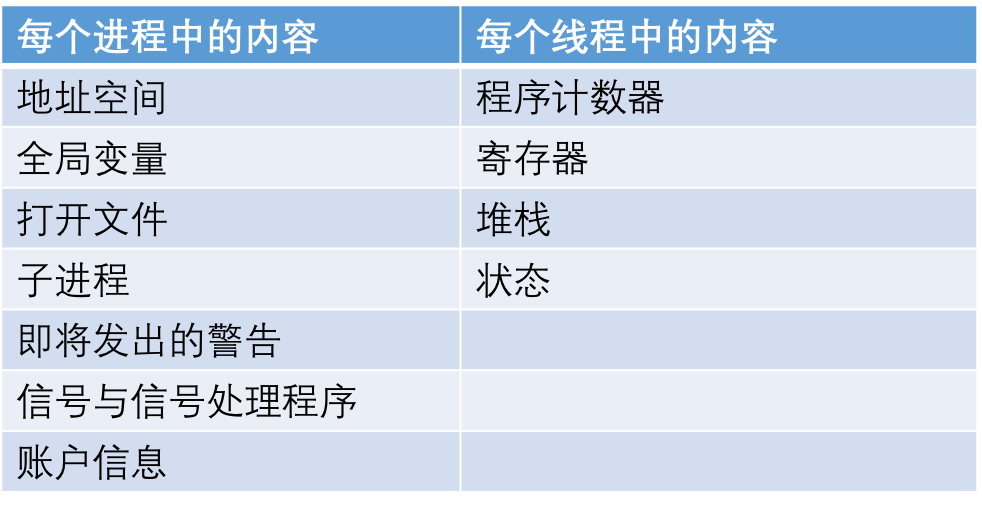 每个进程中的内容 每个线程中的内容
地址空间 程序计数器
全局变量 寄存器
打开文件 堆栈
子进程 状态
即将发出的警告
信号与信号处理程序
账户信息